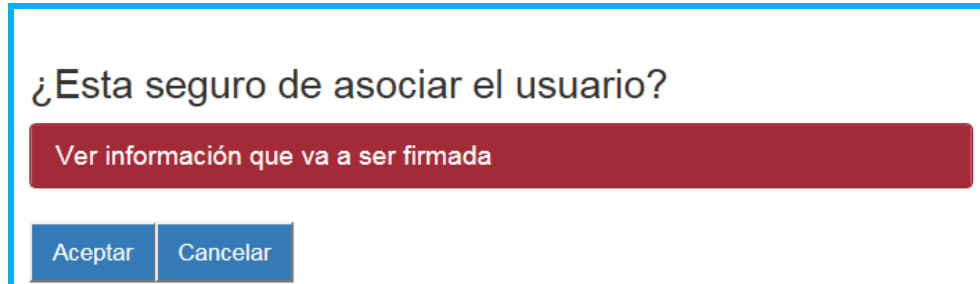 ¿Esta seguro de asociar el usuario?
Ver información que va a ser firmada
Aceptar Cancelar